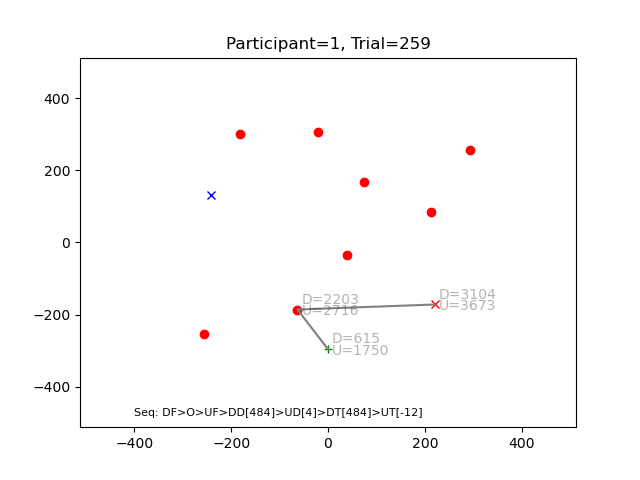 Participant=1, Trial=259
400
200
0
−200
−400
D=2203
U=2716
D=3104
U=3673
D=615
U=1750
Seq: DF>O>UF>DD[484]>UD[4]>DT[484]>UT[-12]
−400 −200 0 200 400